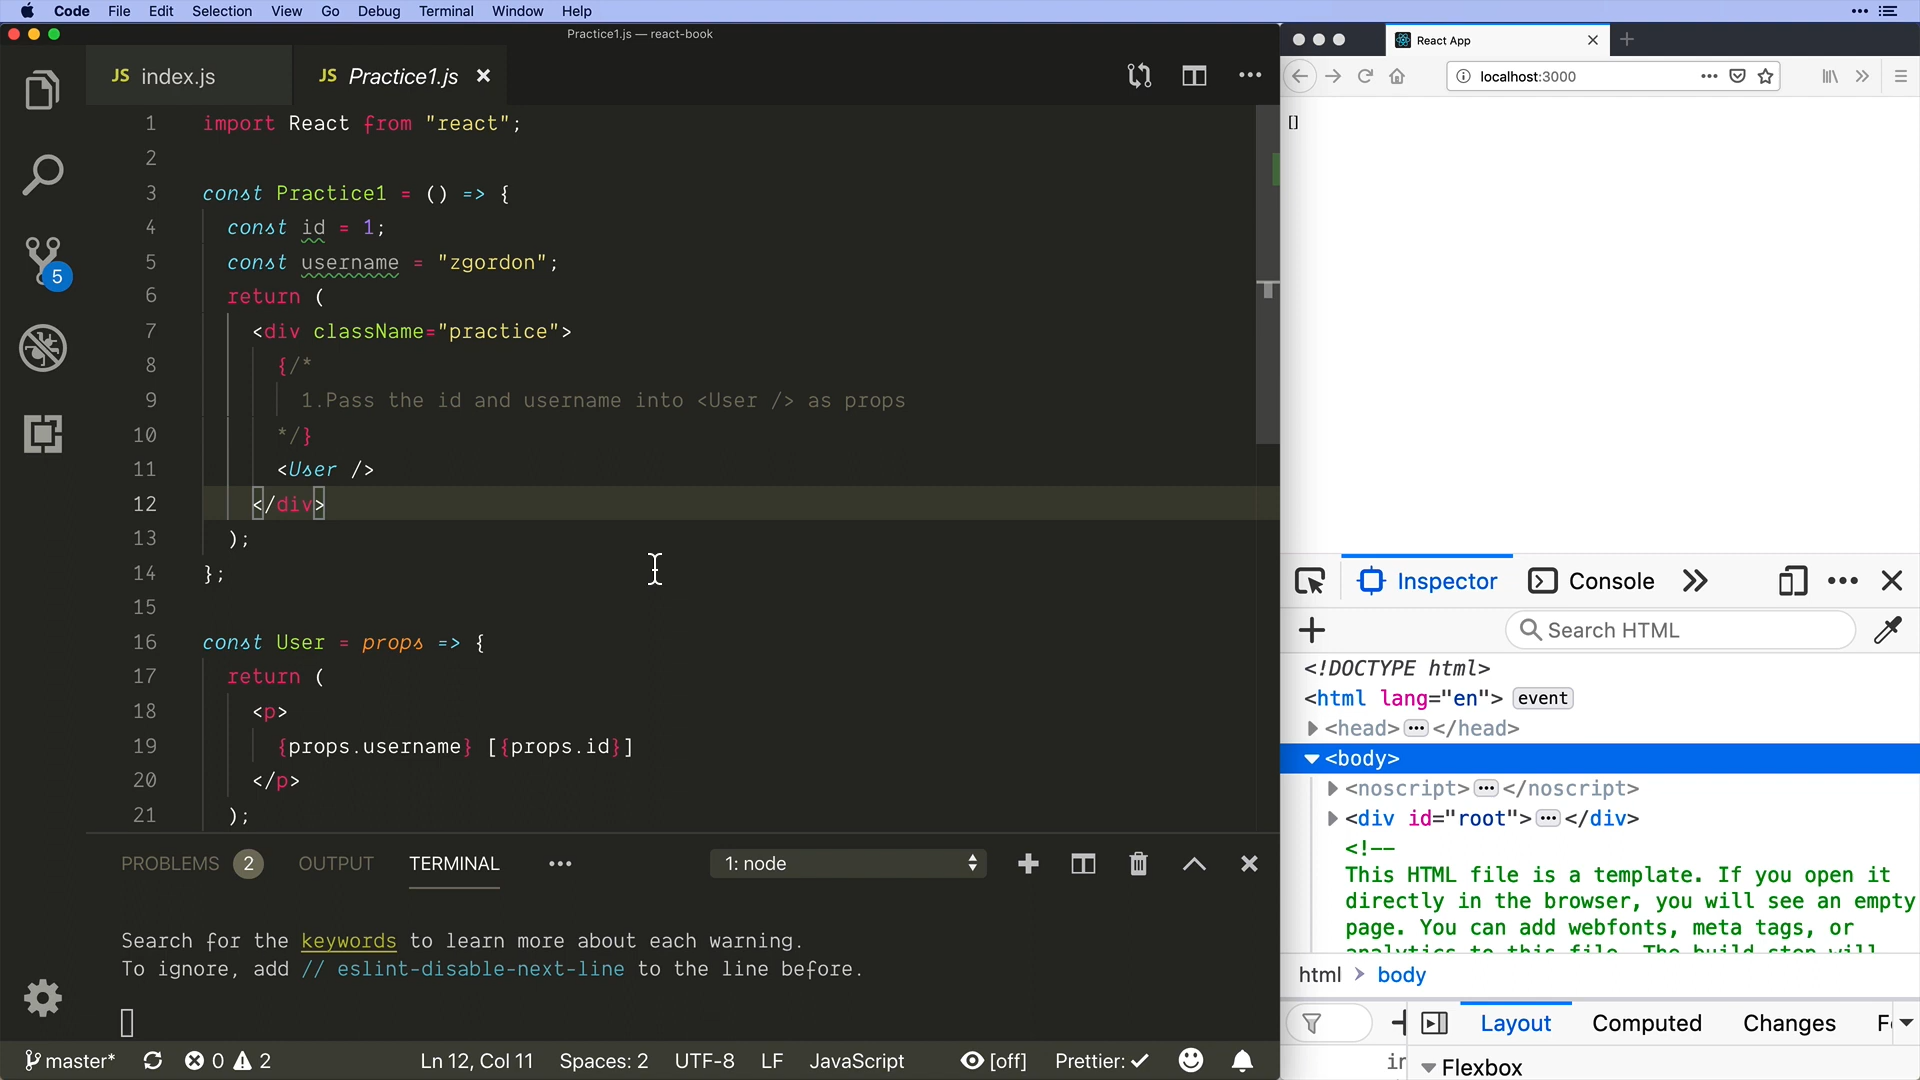 Code File Edit Selection View Go Debug Terminal Window Help
Practice1.js — react-book
JS index.js
JS Practice1.js
1 import React from "react";
2
3 const Practice1 = () => {
4 const id = 1;
5 const username = "zgordon";
6 return (
7 <div className="practice">
8 {/*
9 1.Pass the id and username into <User /> as props
10 */}
11 <User />
12 </div>
13 );
14 };
15
16 const User = props => {
17 return (
18 <p>
19 {props.username} [{props.id}]
20 </p>
21 );
5
PROBLEMS 2 OUTPUT TERMINAL
1: node
Search for the keywords to learn more about each warning.
To ignore, add // eslint-disable-next-line to the line before.
master* 0 2 Ln 12, Col 11 Spaces: 2 UTF-8 LF JavaScript [off] Prettier: ✓
React App
localhost:3000
[]
Inspector Console
Search HTML
<!DOCTYPE html>
<html lang="en"> event
<head> ••• </head>
<body>
<noscript> ••• </noscript>
<div id="root"> ••• </div>
<!--
This HTML file is a template. If you open it
directly in the browser, you will see an empty
page. You can add webfonts, meta tags, or
analytics to this file. The build step will
html > body
Layout Computed Changes
Flexbox